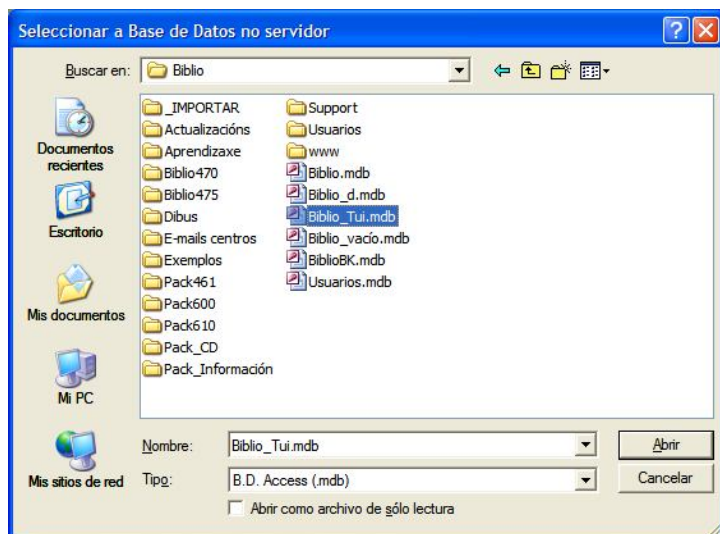 Seleccionar a Base de Datos no servidor
Buscar en: Biblio
Documentos recientes
Escritorio
Mis documentos
Mi PC
Mis sitios de red
_IMPORTAR
Actualizacións
Aprendizaxe
Biblio470
Biblio475
Dibus
E-mails centros
Exemplos
Pack461
Pack600
Pack610
Pack_CD
Pack_Información
Support
Usuarios
www
Biblio.mdb
Biblio_d.mdb
Biblio_Tui.mdb
Biblio_vacío.mdb
BiblioBK.mdb
Usuarios.mdb
Nombre: Biblio_Tui.mdb
Abrir
Tipo: B.D. Access (.mdb)
Cancelar
Abrir como archivo de sólo lectura